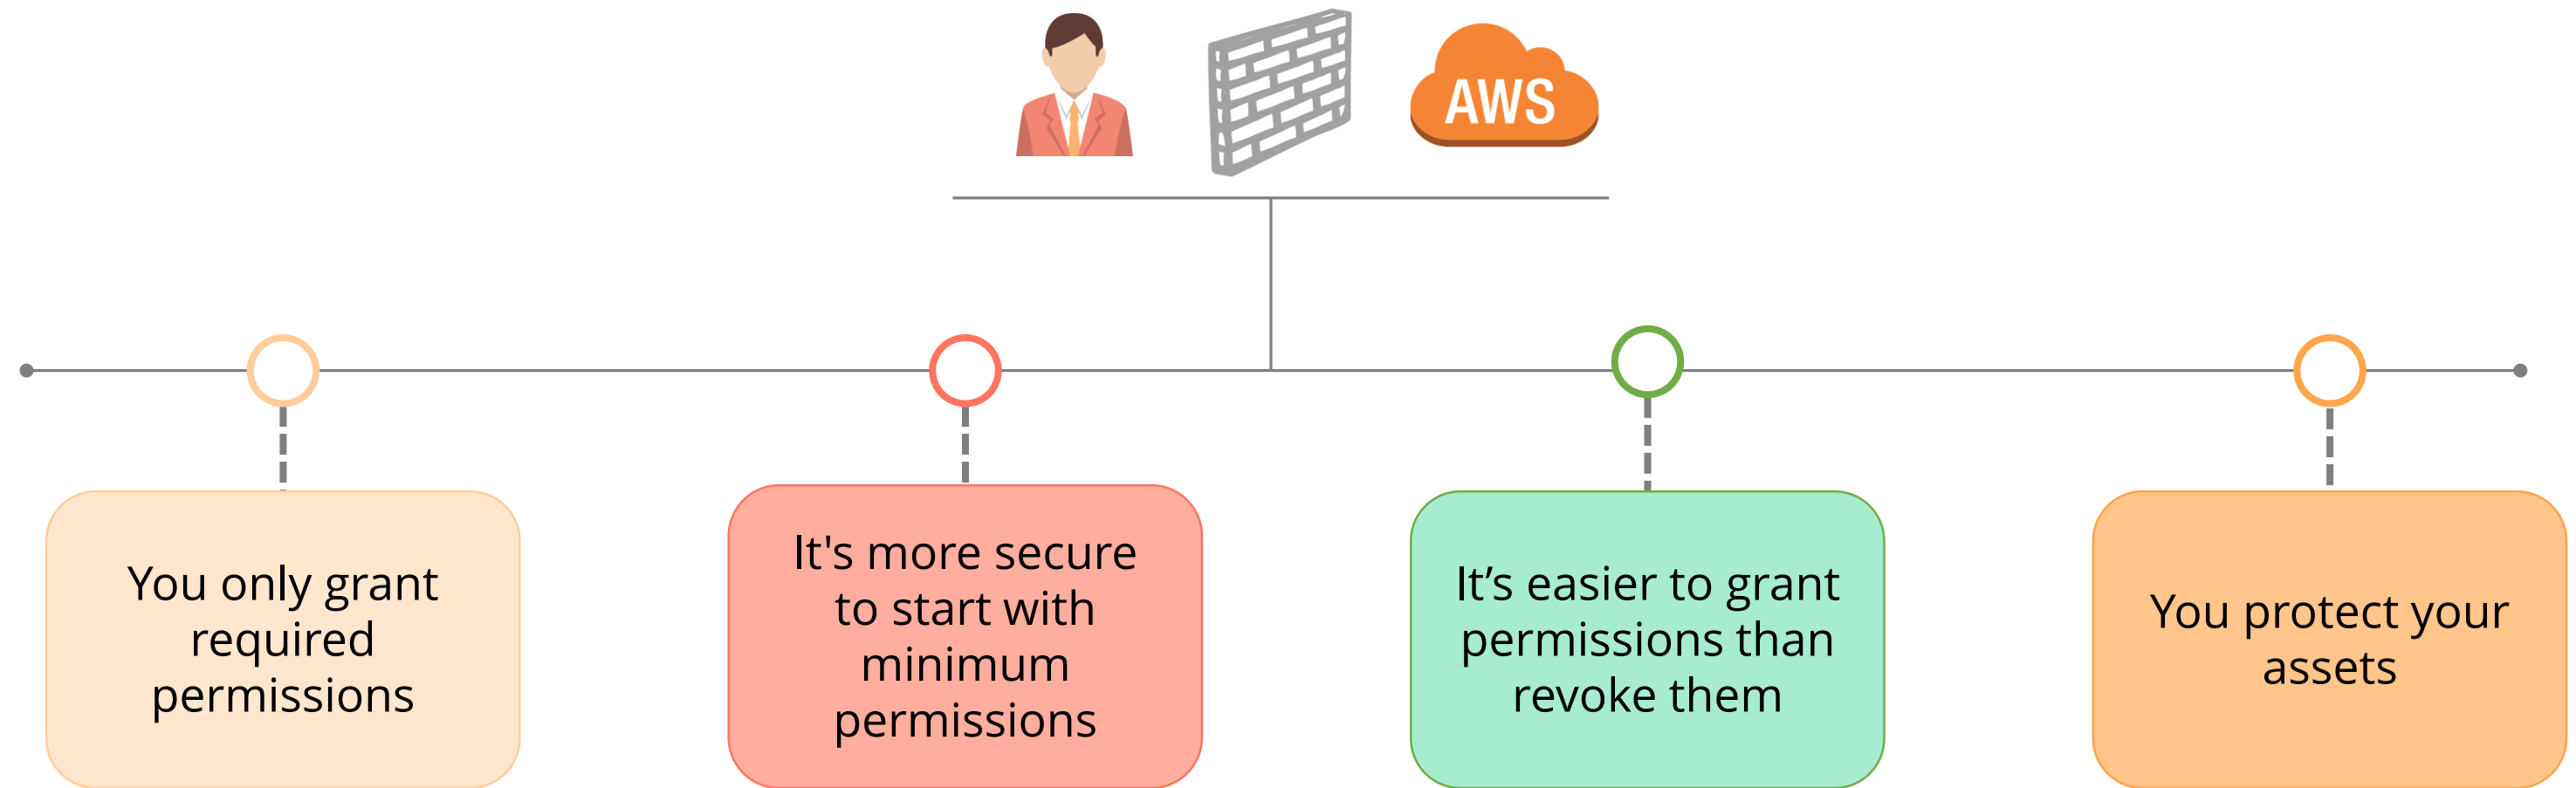 AWS
You only grant
required
permissions
It's more secure
to start with
minimum
permissions
It’s easier to grant
permissions than
revoke them
You protect your
assets